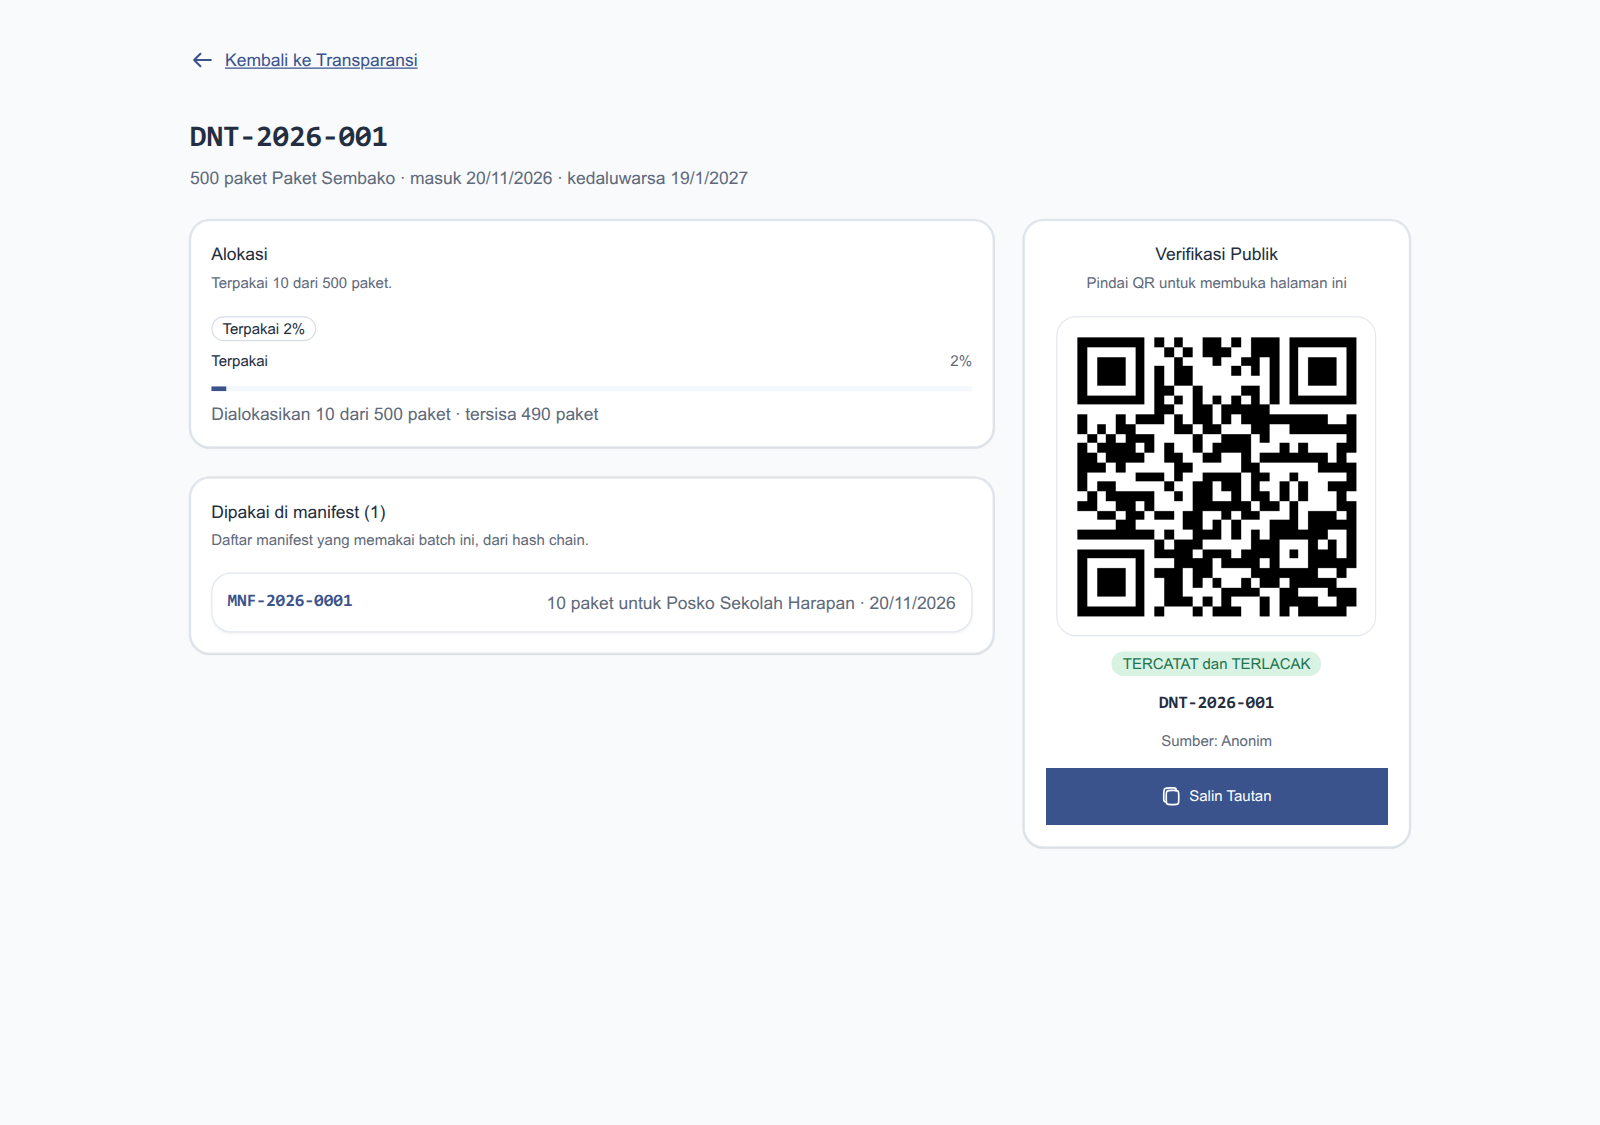 Kembali ke Transparansi
DNT-2026-001
500 paket Paket Sembako · masuk 20/11/2026 · kedaluwarsa 19/1/2027
Alokasi
Terpakai 10 dari 500 paket.
Terpakai 2%
Terpakai 2%
Dialokasikan 10 dari 500 paket · tersisa 490 paket
Dipakai di manifest (1)
Daftar manifest yang memakai batch ini, dari hash chain.
MNF-2026-0001 10 paket untuk Posko Sekolah Harapan · 20/11/2026
Verifikasi Publik
Pindai QR untuk membuka halaman ini
TERCATAT dan TERLACAK
DNT-2026-001
Sumber: Anonim
Salin Tautan